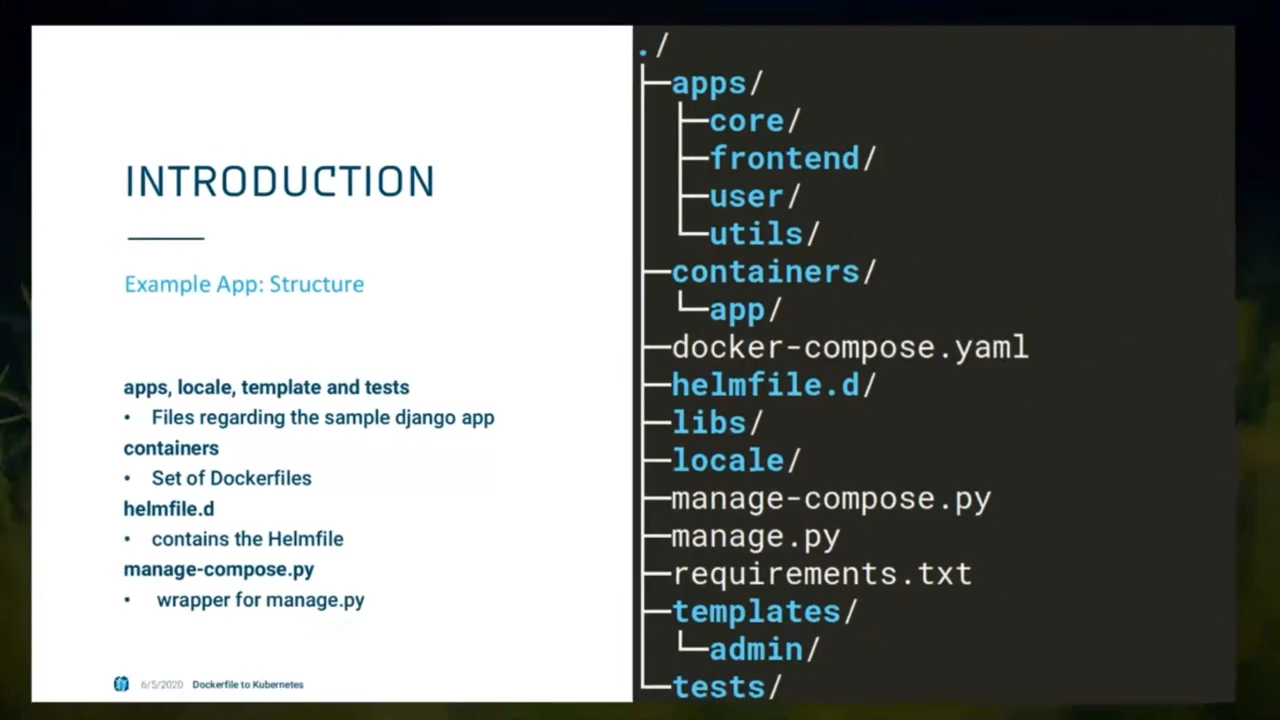 INTRODUCTION
Example App: Structure
apps, locale, template and tests
• Files regarding the sample django app
containers
• Set of Dockerfiles
helmfile.d
• contains the Helmfile
manage-compose.py
• wrapper for manage.py
6/5/2020 Dockerfile to Kubernetes
./
├─apps/
│ ├─core/
│ ├─frontend/
│ ├─user/
│ └─utils/
├─containers/
│ └─app/
├─docker-compose.yaml
├─helmfile.d/
├─libs/
├─locale/
├─manage-compose.py
├─manage.py
├─requirements.txt
├─templates/
│ └─admin/
└─tests/